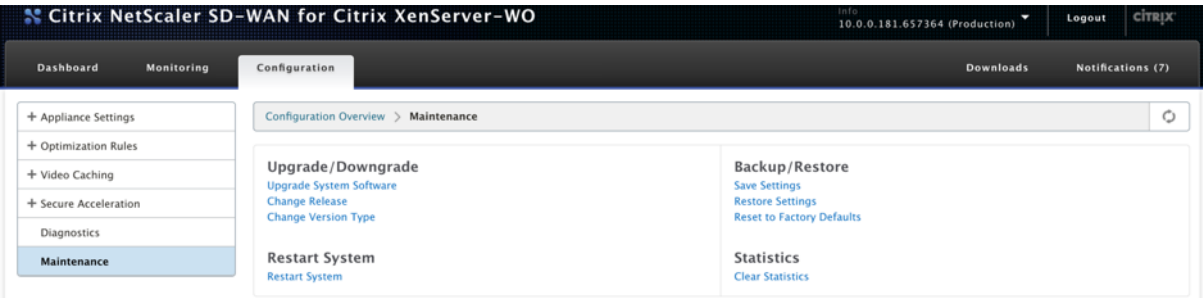 Citrix NetScaler SD-WAN for Citrix XenServer-WO
Info
10.0.0.181.657364 (Production)
Logout
CİTRIX
Dashboard Monitoring Configuration Downloads Notifications (7)
+ Appliance Settings
+ Optimization Rules
+ Video Caching
+ Secure Acceleration
Diagnostics
Maintenance
Configuration Overview > Maintenance
Upgrade/Downgrade
Upgrade System Software
Change Release
Change Version Type
Restart System
Restart System
Backup/Restore
Save Settings
Restore Settings
Reset to Factory Defaults
Statistics
Clear Statistics